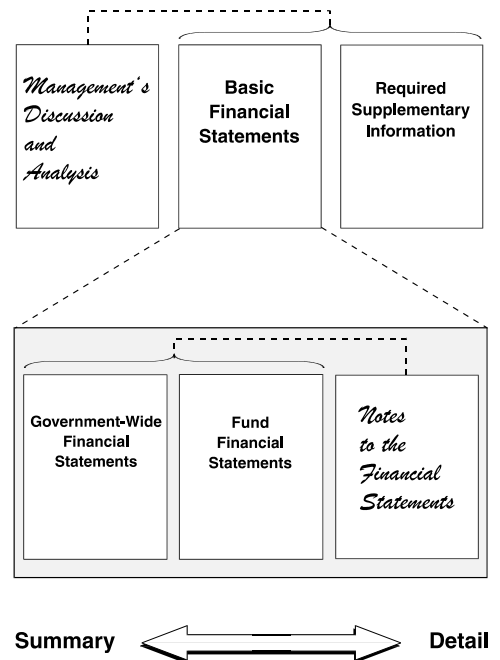 Management's
Discussion
and
Analysis
Basic
Financial
Statements
Required
Supplementary
Information
Government-Wide
Financial
Statements
Fund
Financial
Statements
Notes
to the
Financial
Statements
Summary
Detail